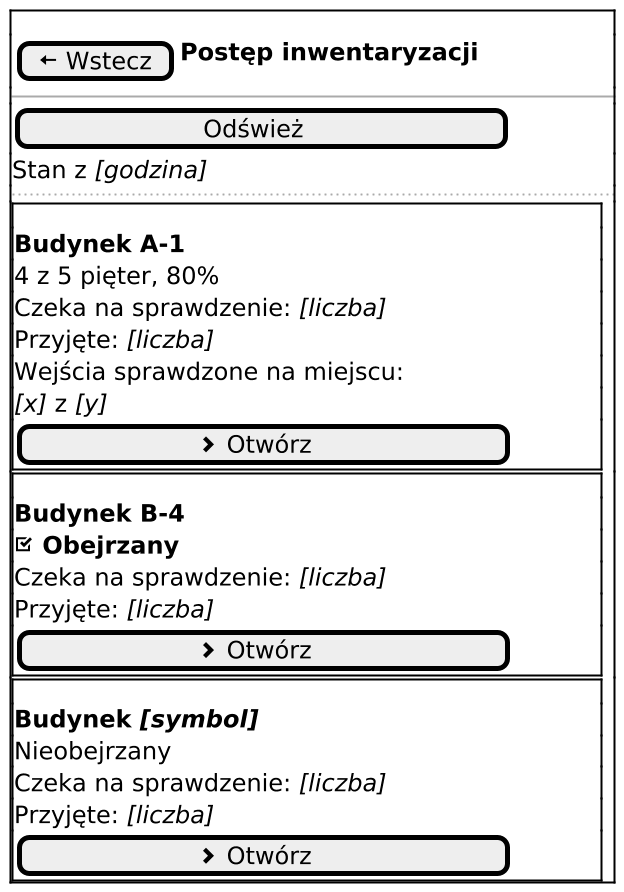 ← Wstecz Postęp inwentaryzacji
Odśwież
Stan z [godzina]
Budynek A-1
4 z 5 pięter, 80%
Czeka na sprawdzenie: [liczba]
Przyjęte: [liczba]
Wejścia sprawdzone na miejscu:
[x] z [y]
> Otwórz
Budynek B-4
☑ Obejrzany
Czeka na sprawdzenie: [liczba]
Przyjęte: [liczba]
> Otwórz
Budynek [symbol]
Nieobejrzany
Czeka na sprawdzenie: [liczba]
Przyjęte: [liczba]
> Otwórz